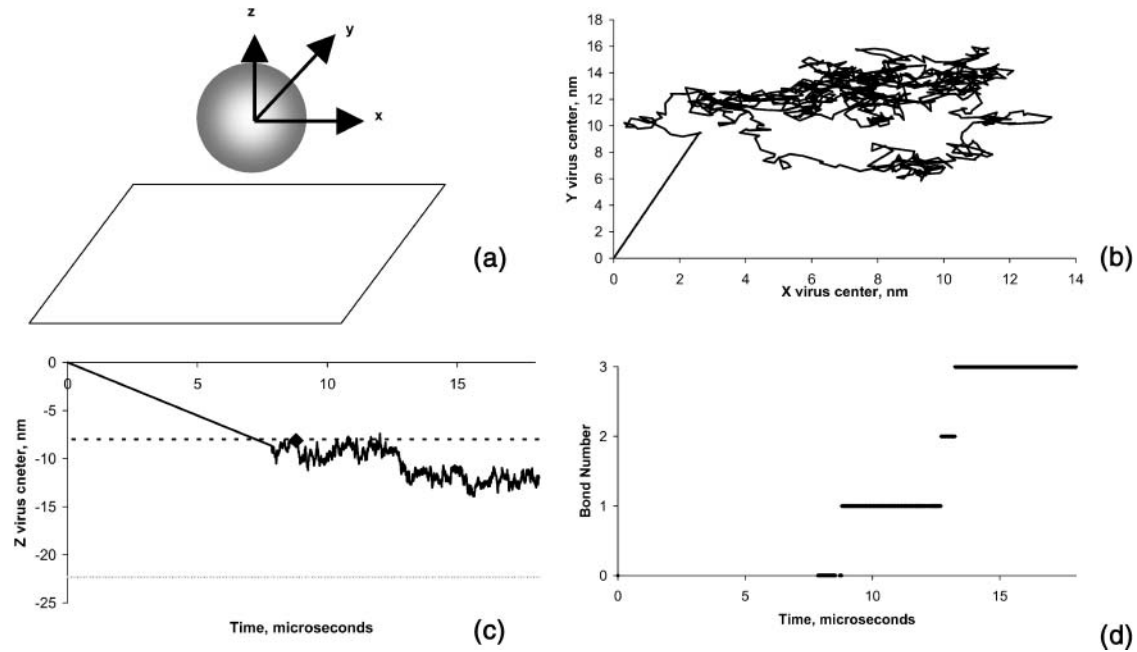 z
y
x
(a)
Y virus center, nm
18
16
14
12
10
8
6
4
2
0
0 2 4 6 8 10 12 14
X virus center, nm
(b)
Z virus cneter, nm
0
-5
-10
-15
-20
-25
0 5 10 15
Time, microseconds
(c)
Bond Number
3
2
1
0
0 5 10 15
Time, microseconds
(d)